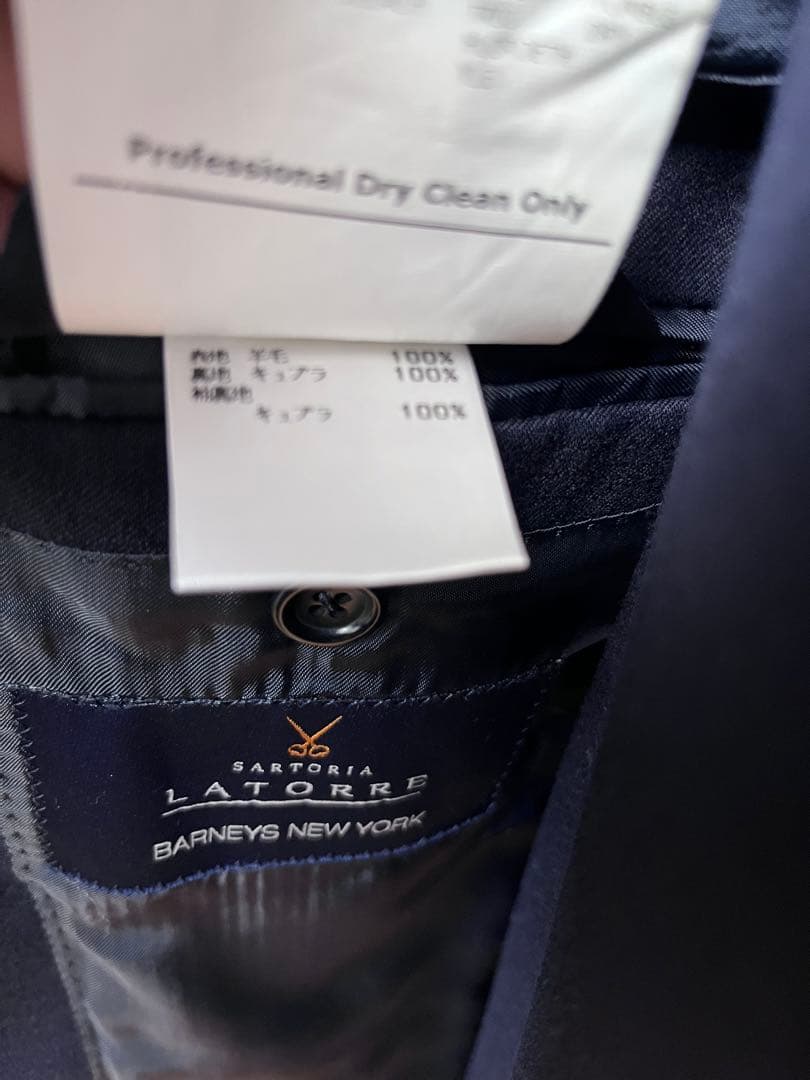 Professional Dry Clean Only
表地 羊毛 100%
裏地 キュプラ 100%
袖裏地
キュプラ 100%
SARTORIA
LATORRE
BARNEYS NEW YORK